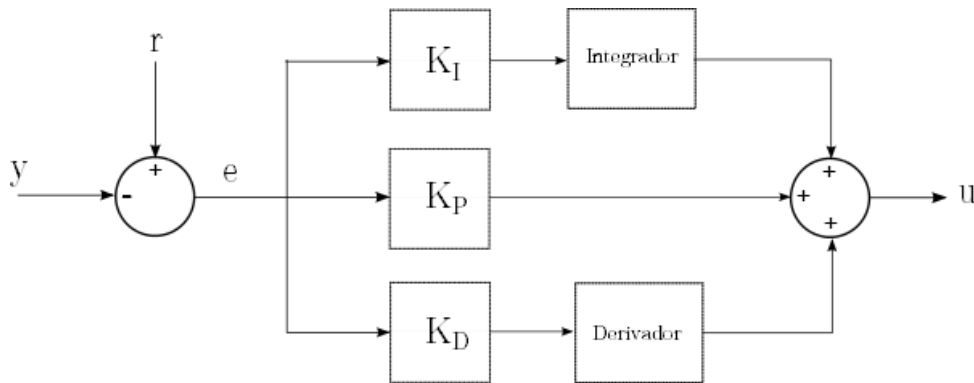 r
y
+
-
e
K_I
Integrador
K_P
K_D
Derivador
+
+
+
u